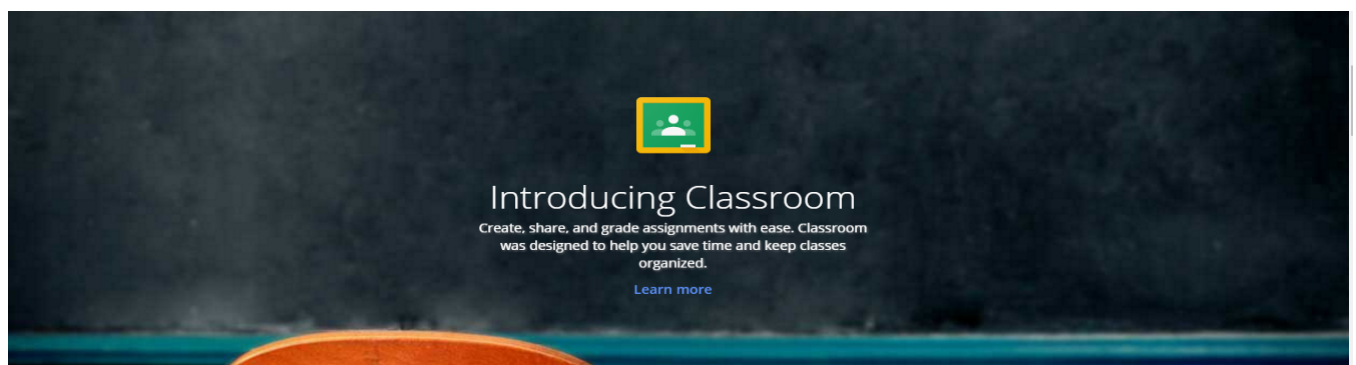 Introducing Classroom
Create, share, and grade assignments with ease. Classroom
was designed to help you save time and keep classes
organized.
Learn more